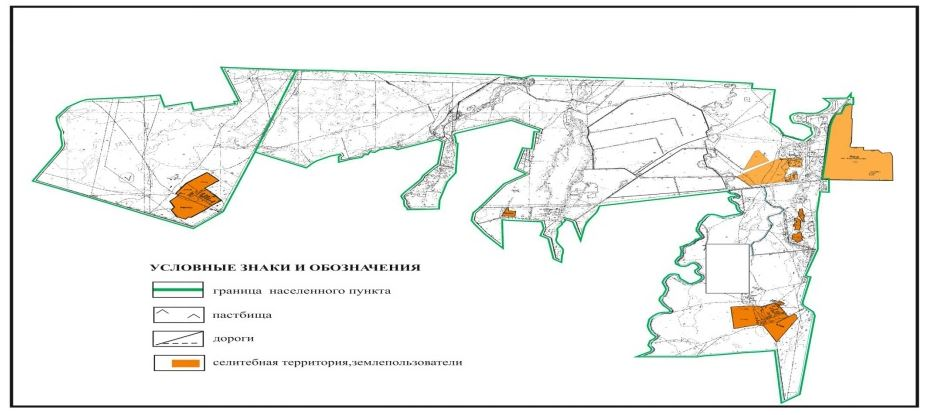 УСЛОВНЫЕ ЗНАКИ И ОБОЗНАЧЕНИЯ
граница населенного пункта
пастбища
дороги
селитебная территория,землепользователи